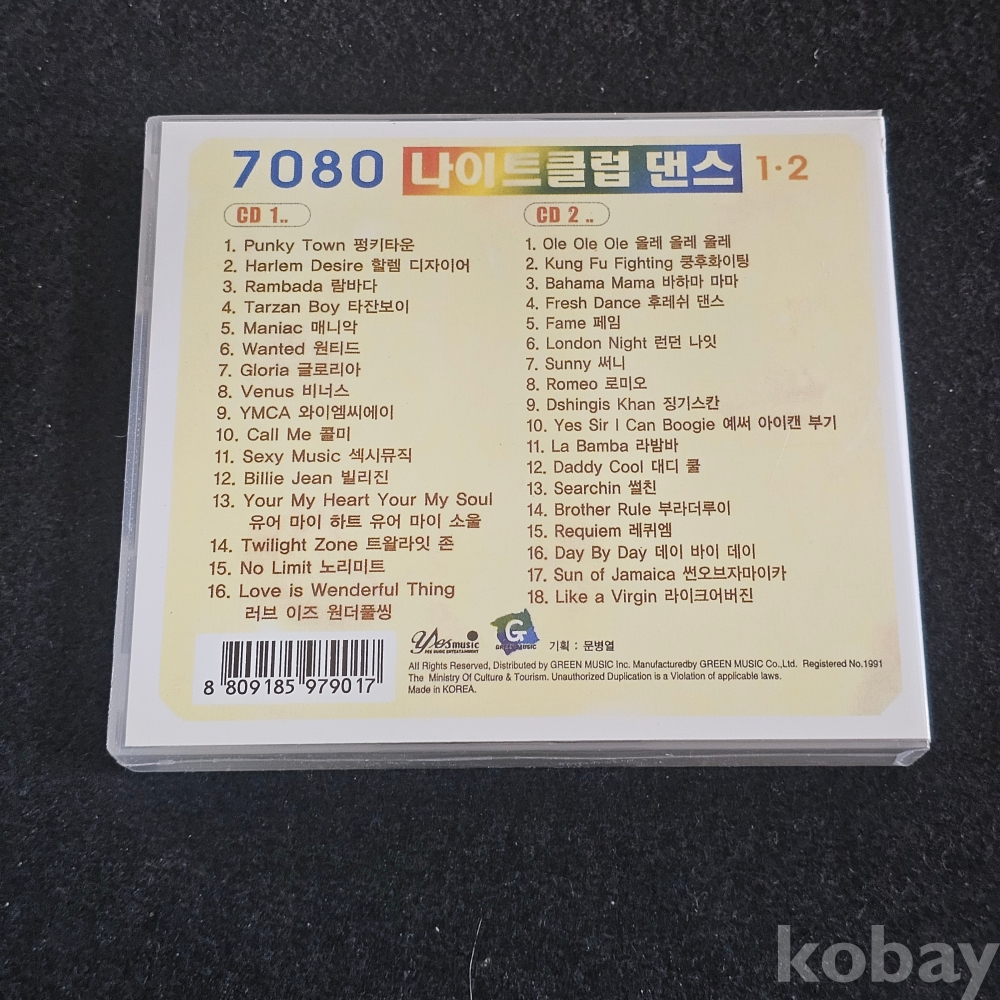 7080 나이트클럽 댄스 1·2
CD 1..
1. Punky Town 펑키타운
2. Harlem Desire 할렘 디자이어
3. Rambada 람바다
4. Tarzan Boy 타잔보이
5. Maniac 매니악
6. Wanted 원티드
7. Gloria 글로리아
8. Venus 비너스
9. YMCA 와이엠씨에이
10. Call Me 콜미
11. Sexy Music 섹시뮤직
12. Billie Jean 빌리진
13. Your My Heart Your My Soul
유어 마이 하트 유어 마이 소울
14. Twilight Zone 트왈라잇 존
15. No Limit 노리미트
16. Love is Wonderful Thing
러브 이즈 원더풀씽
CD 2 ..
1. Ole Ole Ole 올레 올레 올레
2. Kung Fu Fighting 쿵후화이팅
3. Bahama Mama 바하마 마마
4. Fresh Dance 후레쉬 댄스
5. Fame 페임
6. London Night 런던 나잇
7. Sunny 써니
8. Romeo 로미오
9. Dshingis Khan 징기스칸
10. Yes Sir I Can Boogie 예써 아이캔 부기
11. La Bamba 라밤바
12. Daddy Cool 대디 쿨
13. Searchin 썰친
14. Brother Rule 부라더루이
15. Requiem 레퀴엠
16. Day By Day 데이 바이 데이
17. Sun of Jamaica 썬오브자마이카
18. Like a Virgin 라이크어버진
8 809185 979017
Yesmusic
YES MUSIC ENTERTAINMENT
G
GREEN MUSIC
기획 : 문병열
All Rights Reserved, Distributed by GREEN MUSIC Inc. Manufacturedby GREEN MUSIC Co.,Ltd. Registered No.1991
The Ministry Of Culture & Tourism. Unauthorized Duplication is a Violation of applicable laws.
Made in KOREA.
kobay